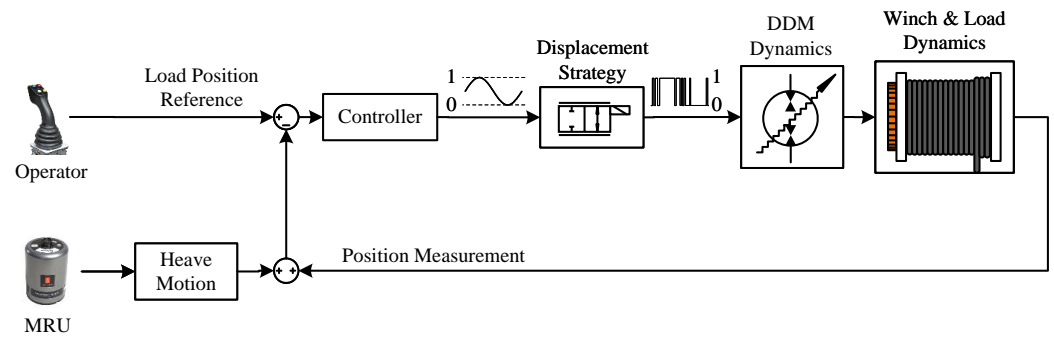 Winch & Load
Dynamics
DDM
Dynamics
Displacement
Strategy
Load Position
Reference
1
0
1
0
+
-
Controller
Operator
Heave
Motion
+ +
Position Measurement
MRU